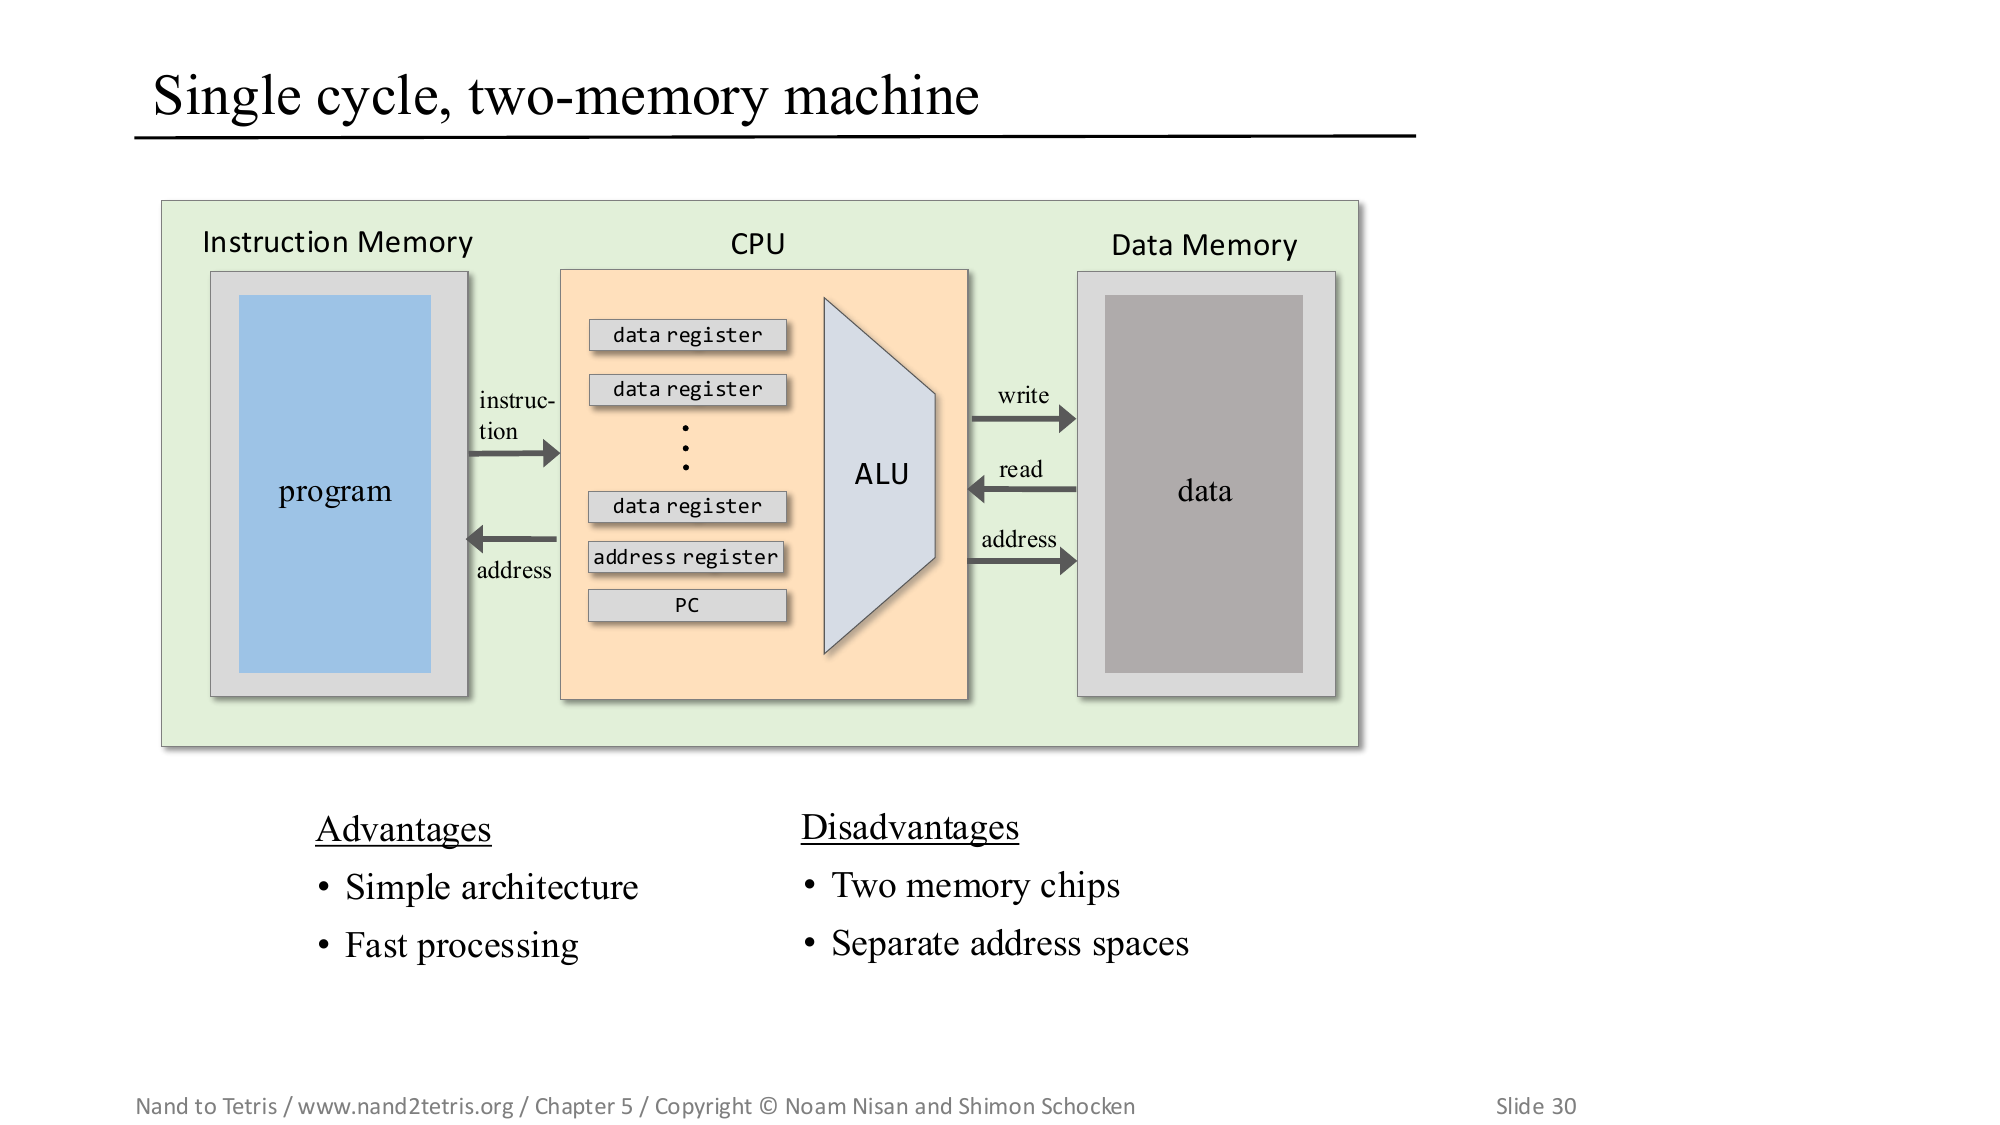 Single cycle, two-memory machine
Instruction Memory
CPU
Data Memory
program
instruc-
tion
address
data register
data register
data register
address register
PC
ALU
write
read
address
data
Advantages
• Simple architecture
• Fast processing
Disadvantages
• Two memory chips
• Separate address spaces
Nand to Tetris / www.nand2tetris.org / Chapter 5 / Copyright © Noam Nisan and Shimon Schocken
Slide 30